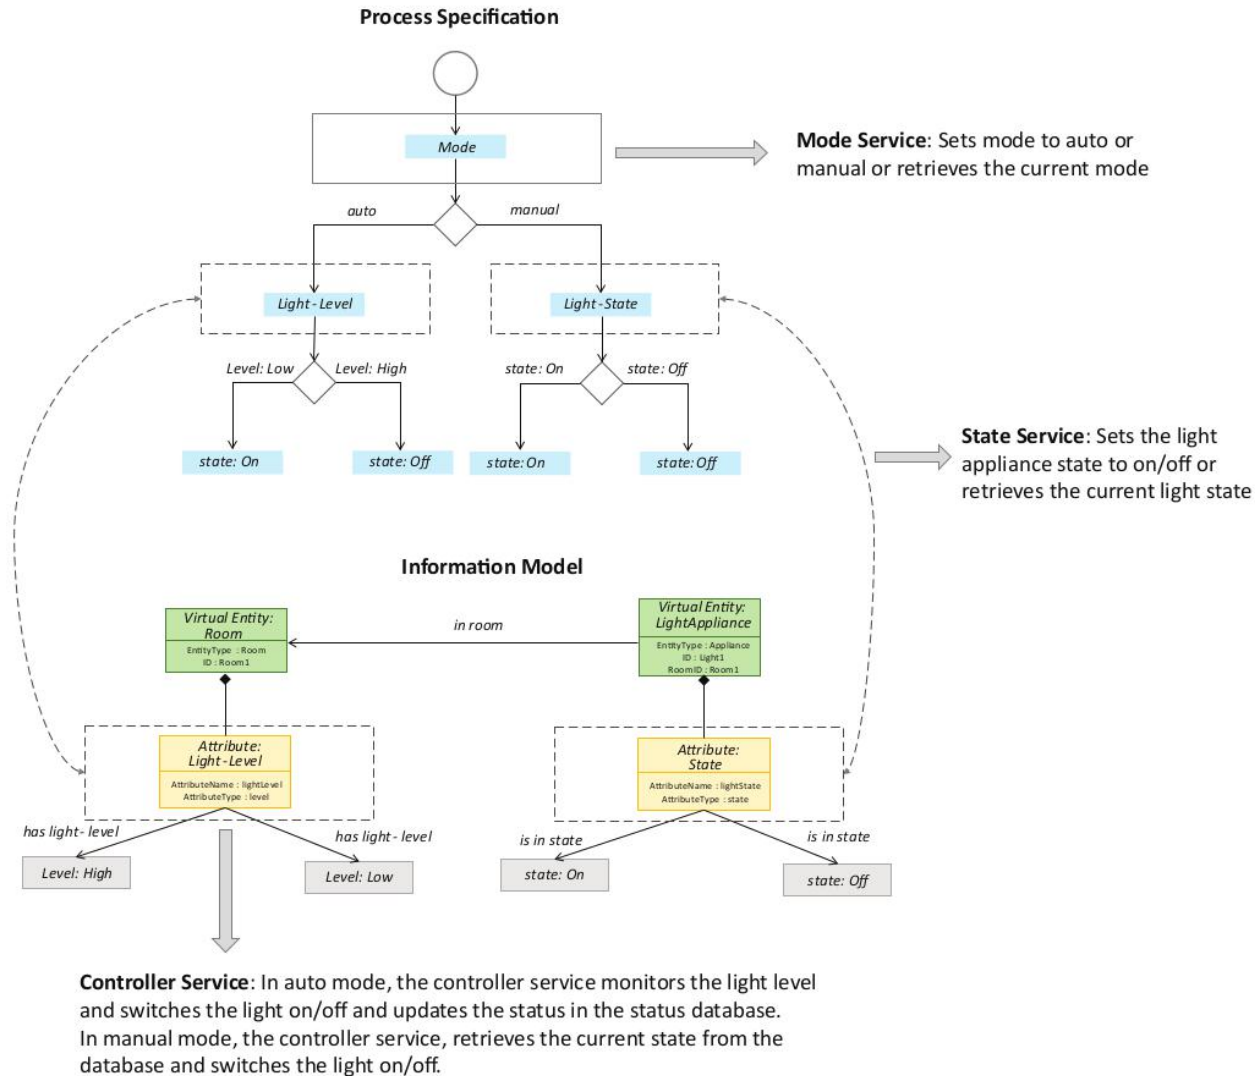 Process Specification
Mode
Mode Service: Sets mode to auto or
manual or retrieves the current mode
auto
manual
Light-Level
Light-State
Level: Low
Level: High
state: On
state: Off
state: On
state: Off
state: On
state: Off
State Service: Sets the light
appliance state to on/off or
retrieves the current light state
Information Model
Virtual Entity:
Room
EntityType : Room
ID : Room1
in room
Virtual Entity:
LightAppliance
EntityType : Appliance
ID : Light1
RoomID : Room1
Attribute:
Light-Level
AttributeName : lightLevel
AttributeType : level
Attribute:
State
AttributeName : lightState
AttributeType : state
has light- level
has light- level
is in state
is in state
Level: High
Level: Low
state: On
state: Off
Controller Service: In auto mode, the controller service monitors the light level
and switches the light on/off and updates the status in the status database.
In manual mode, the controller service, retrieves the current state from the
database and switches the light on/off.